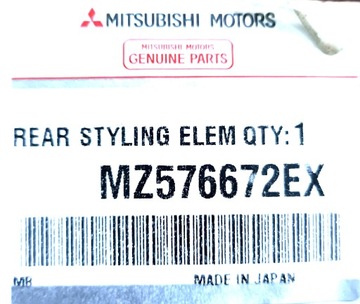 MITSUBISHI MOTORS
MITSUBISHI MOTORS
GENUINE PARTS
REAR STYLING ELEM QTY:1
MZ576672EX
MB MADE IN JAPAN